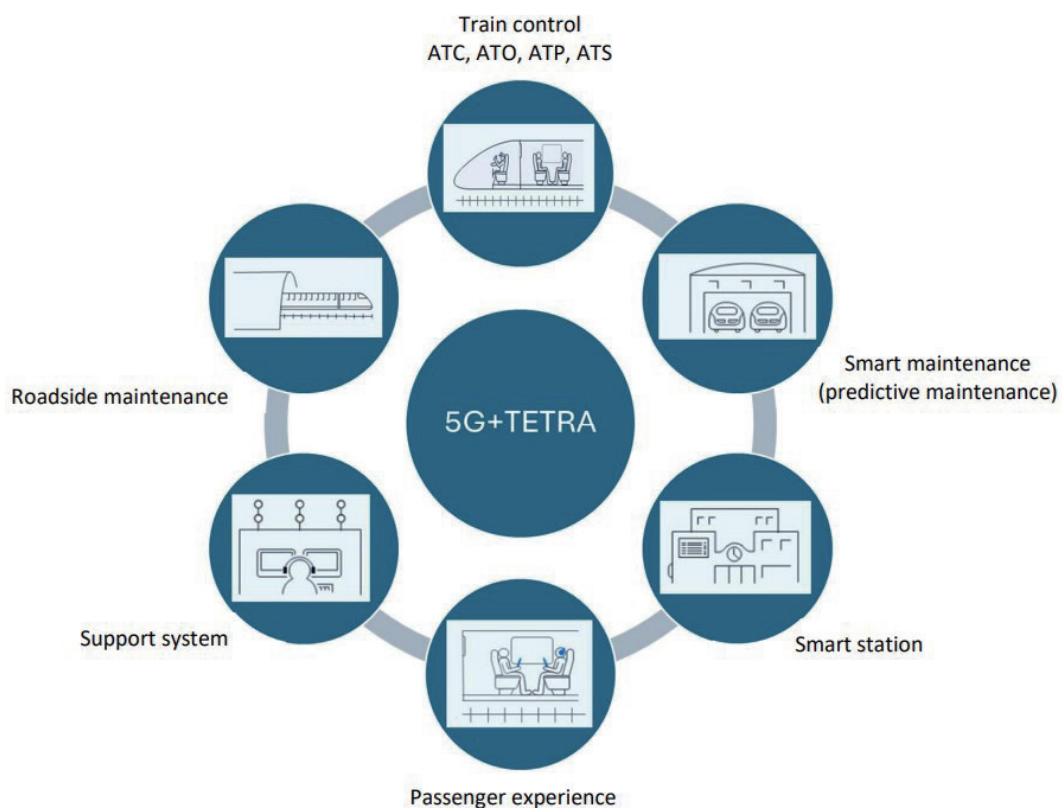 Train control
ATC, ATO, ATP, ATS
Roadside maintenance
Smart maintenance
(predictive maintenance)
5G+TETRA
Support system
Smart station
Passenger experience